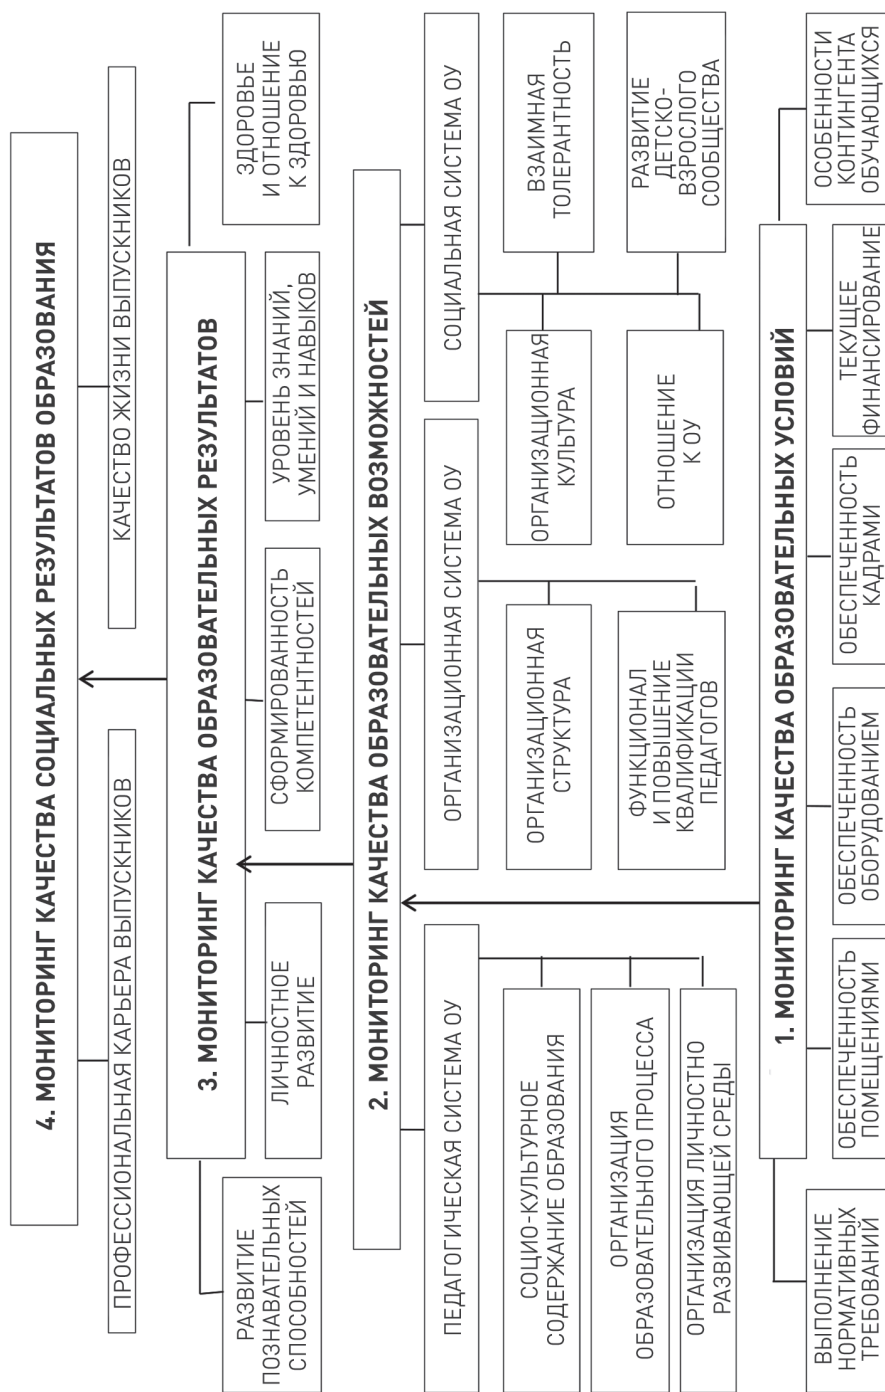 4. МОНИТОРИНГ КАЧЕСТВА СОЦИАЛЬНЫХ РЕЗУЛЬТАТОВ ОБРАЗОВАНИЯ
ПРОФЕССИОНАЛЬНАЯ КАРЬЕРА ВЫПУСКНИКОВ
КАЧЕСТВО ЖИЗНИ ВЫПУСКНИКОВ
3. МОНИТОРИНГ КАЧЕСТВА ОБРАЗОВАТЕЛЬНЫХ РЕЗУЛЬТАТОВ
РАЗВИТИЕ
ПОЗНАВАТЕЛЬНЫХ
СПОСОБНОСТЕЙ
ЛИЧНОСТНОЕ
РАЗВИТИЕ
СФОРМИРОВАННОСТЬ
КОМПЕТЕНТНОСТЕЙ
УРОВЕНЬ ЗНАНИЙ,
УМЕНИЙ И НАВЫКОВ
ЗДОРОВЬЕ
И ОТНОШЕНИЕ
К ЗДОРОВЬЮ
2. МОНИТОРИНГ КАЧЕСТВА ОБРАЗОВАТЕЛЬНЫХ ВОЗМОЖНОСТЕЙ
ПЕДАГОГИЧЕСКАЯ СИСТЕМА ОУ
СОЦИО-КУЛЬТУРНОЕ
СОДЕРЖАНИЕ ОБРАЗОВАНИЯ
ОРГАНИЗАЦИЯ
ОБРАЗОВАТЕЛЬНОГО ПРОЦЕССА
ОРГАНИЗАЦИЯ ЛИЧНОСТНО
РАЗВИВАЮЩЕЙ СРЕДЫ
ОРГАНИЗАЦИОННАЯ СИСТЕМА ОУ
ОРГАНИЗАЦИОННАЯ
СТРУКТУРА
ФУНКЦИОНАЛ
И ПОВЫШЕНИЕ
КВАЛИФИКАЦИИ
ПЕДАГОГОВ
СОЦИАЛЬНАЯ СИСТЕМА ОУ
ОРГАНИЗАЦИОННАЯ
КУЛЬТУРА
ВЗАИМНАЯ
ТОЛЕРАНТНОСТЬ
ОТНОШЕНИЕ
К ОУ
РАЗВИТИЕ
ДЕТСКО-
ВЗРОСЛОГО
СООБЩЕСТВА
1. МОНИТОРИНГ КАЧЕСТВА ОБРАЗОВАТЕЛЬНЫХ УСЛОВИЙ
ВЫПОЛНЕНИЕ
НОРМАТИВНЫХ
ТРЕБОВАНИЙ
ОБЕСПЕЧЕННОСТЬ
ПОМЕЩЕНИЯМИ
ОБЕСПЕЧЕННОСТЬ
ОБОРУДОВАНИЕМ
ОБЕСПЕЧЕННОСТЬ
КАДРАМИ
ТЕКУЩЕЕ
ФИНАНСИРОВАНИЕ
ОСОБЕННОСТИ
КОНТИНГЕНТА
ОБУЧАЮЩИХСЯ